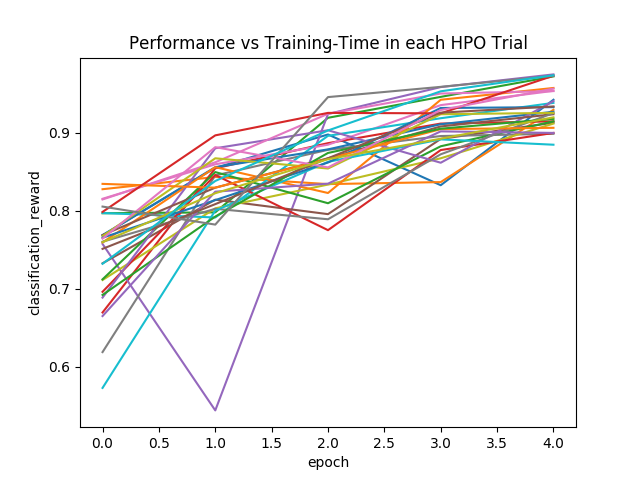 Performance vs Training-Time in each HPO Trial
0.9
0.8
0.7
0.6
classification_reward
0.0 0.5 1.0 1.5 2.0 2.5 3.0 3.5 4.0
epoch